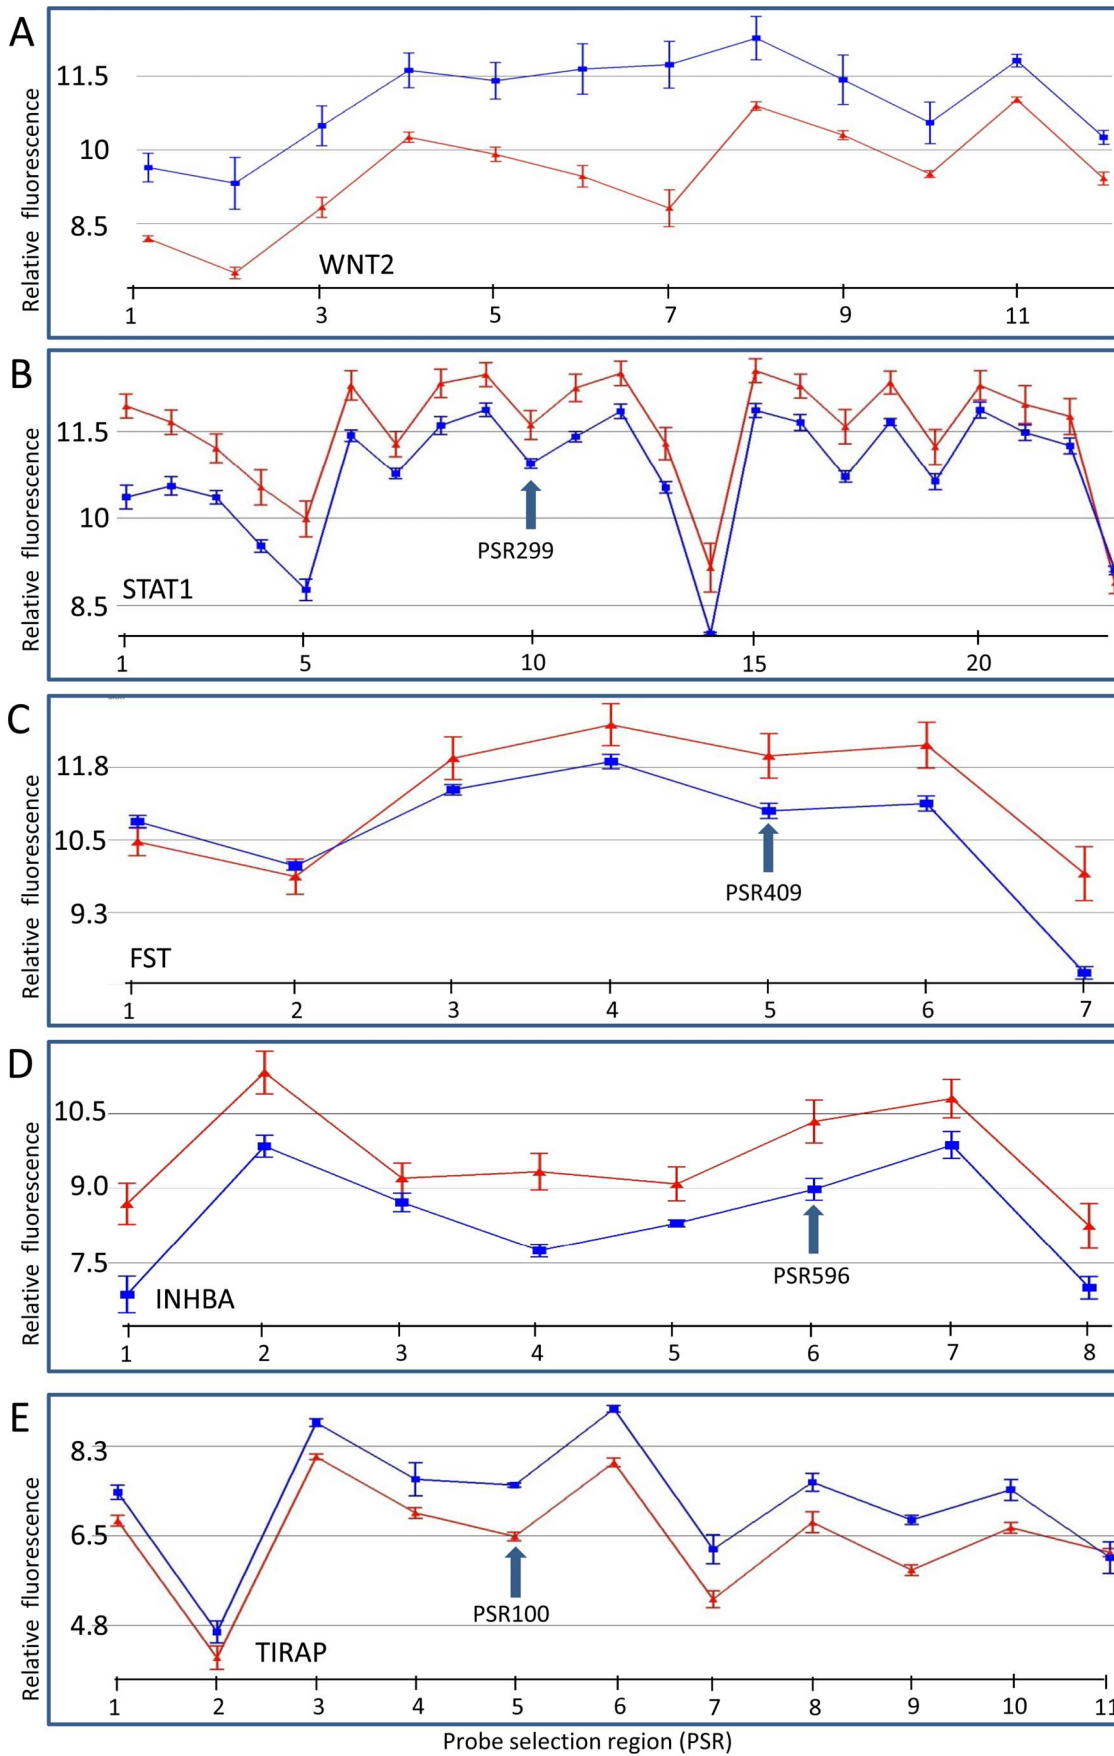 A
Relative fluorescence
11.5
10
8.5
WNT2
1 3 5 7 9 11
B
Relative fluorescence
11.5
10
8.5
PSR299
STAT1
1 5 10 15 20
C
Relative fluorescence
11.8
10.5
9.3
PSR409
FST
1 2 3 4 5 6 7
D
Relative fluorescence
10.5
9.0
7.5
PSR596
INHBA
1 2 3 4 5 6 7 8
E
Relative fluorescence
8.3
6.5
4.8
PSR100
TIRAP
1 2 3 4 5 6 7 8 9 10 11
Probe selection region (PSR)